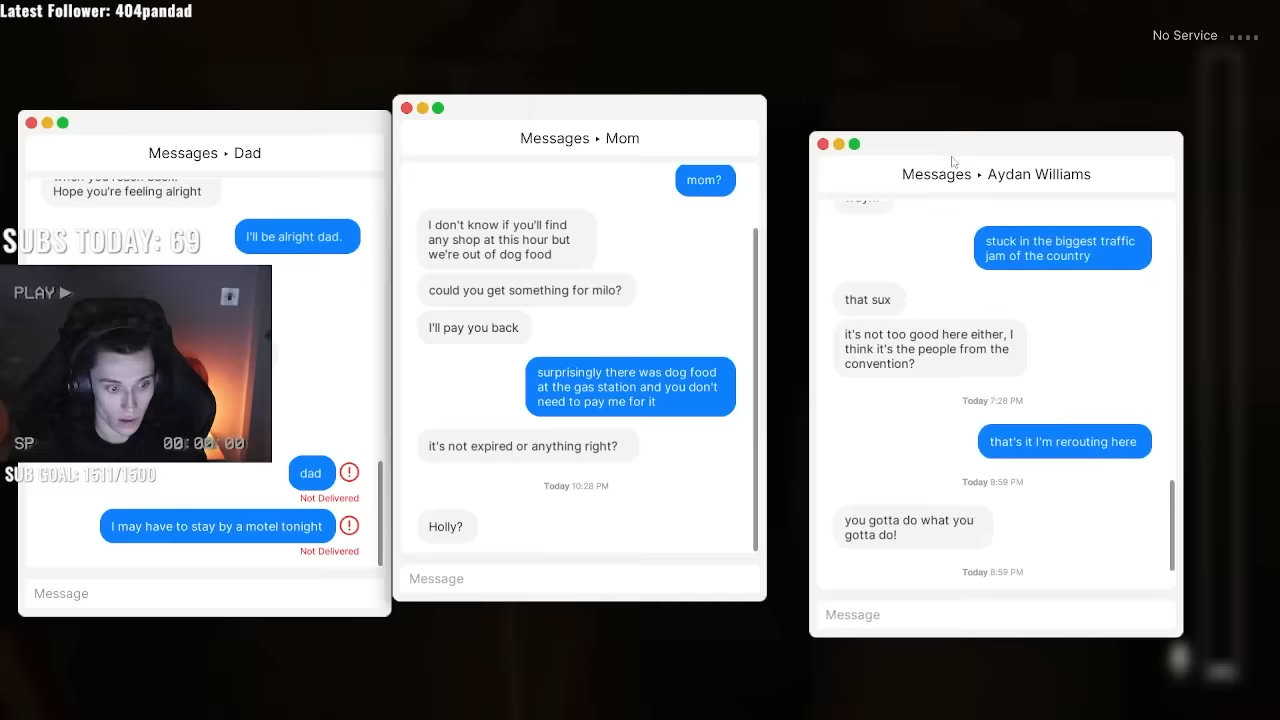 Latest Follower: 404pandad
No Service
Messages ‣ Dad
Hope you're feeling alright
I'll be alright dad.
SUBS TODAY: 69
PLAY
SP
00:00:00
SUB GOAL: 1511/1500
dad
Not Delivered
I may have to stay by a motel tonight
Not Delivered
Message
Messages ‣ Mom
mom?
I don't know if you'll find
any shop at this hour but
we're out of dog food
could you get something for milo?
I'll pay you back
surprisingly there was dog food
at the gas station and you don't
need to pay me for it
it's not expired or anything right?
Today 10:28 PM
Holly?
Message
Messages ‣ Aydan Williams
stuck in the biggest traffic
jam of the country
that sux
it's not too good here either, I
think it's the people from the
convention?
Today 7:28 PM
that's it I'm rerouting here
Today 8:59 PM
you gotta do what you
gotta do!
Today 8:59 PM
Message